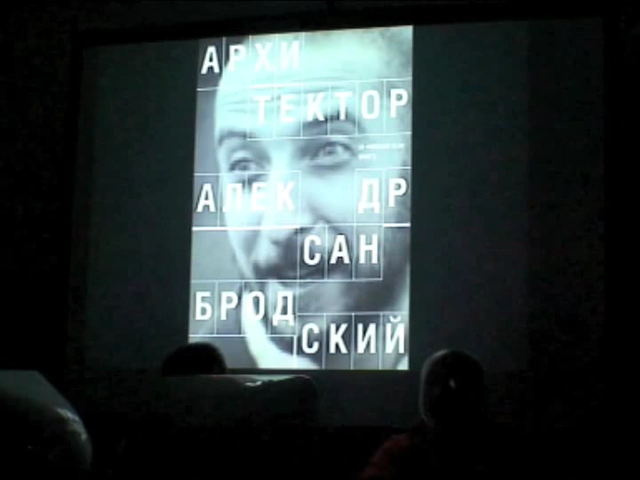 АРХИ
ТЕКТОР
АЛЕК ДР
САН
БРОД
СКИЙ